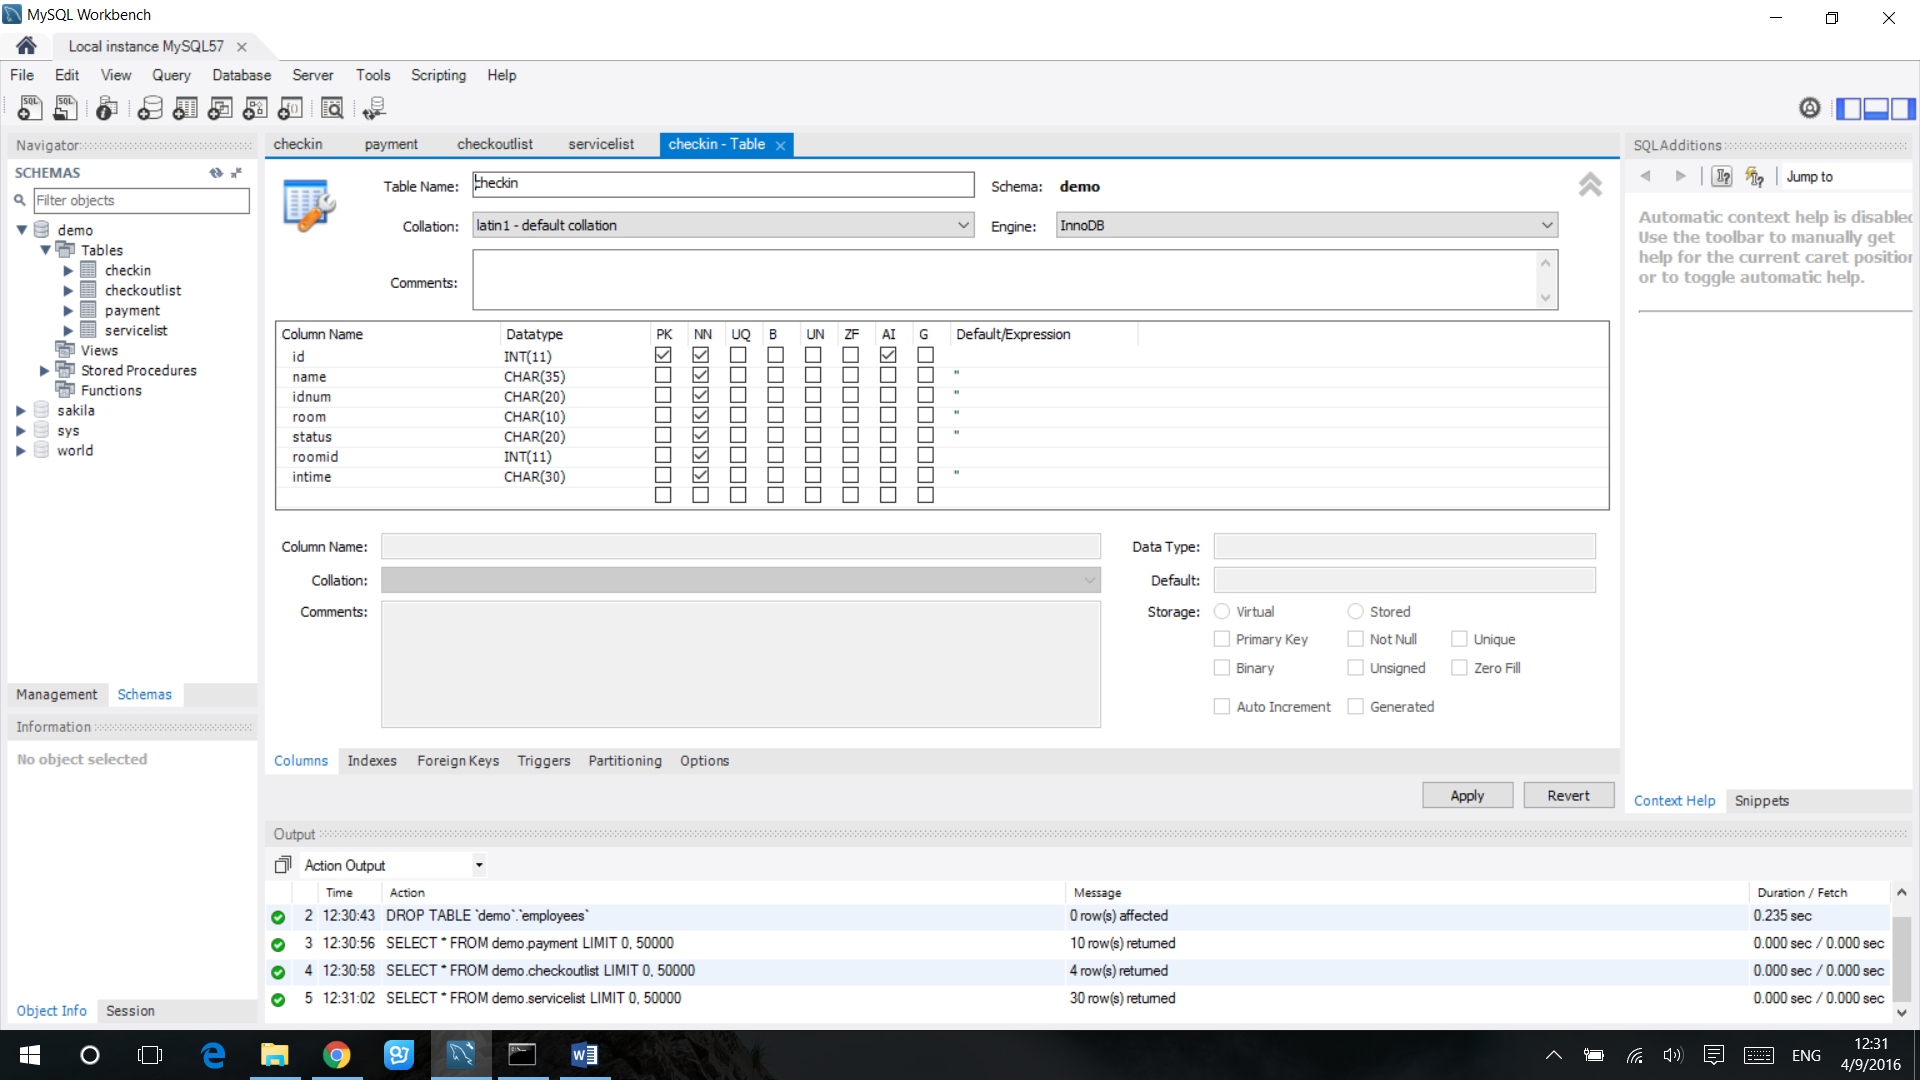 MySQL Workbench
Local instance MySQL57
File Edit View Query Database Server Tools Scripting Help
Navigator
SCHEMAS
Filter objects
demo
Tables
checkin
checkoutlist
payment
servicelist
Views
Stored Procedures
Functions
sakila
sys
world
Management Schemas
Information
No object selected
Object Info Session
checkin payment checkoutlist servicelist checkin - Table
Table Name: checkin Schema: demo
Collation: latin1 - default collation Engine: InnoDB
Comments:
Column Name Datatype PK NN UQ B UN ZF AI G Default/Expression
id INT(11)
name CHAR(35) ''
idnum CHAR(20) ''
room CHAR(10) ''
status CHAR(20) ''
roomid INT(11)
intime CHAR(30) ''
Column Name: Data Type:
Collation: Default:
Comments: Storage: Virtual Stored
Primary Key Not Null Unique
Binary Unsigned Zero Fill
Auto Increment Generated
Columns Indexes Foreign Keys Triggers Partitioning Options
Apply Revert
SQLAdditions
Jump to
Automatic context help is disabled
Use the toolbar to manually get
help for the current caret position
or to toggle automatic help.
Context Help Snippets
Output
Action Output
Time Action Message Duration / Fetch
2 12:30:43 DROP TABLE `demo`.`employees` 0 row(s) affected 0.235 sec
3 12:30:56 SELECT * FROM demo.payment LIMIT 0, 50000 10 row(s) returned 0.000 sec / 0.000 sec
4 12:30:58 SELECT * FROM demo.checkoutlist LIMIT 0, 50000 4 row(s) returned 0.000 sec / 0.000 sec
5 12:31:02 SELECT * FROM demo.servicelist LIMIT 0, 50000 30 row(s) returned 0.000 sec / 0.000 sec
ENG
12:31
4/9/2016